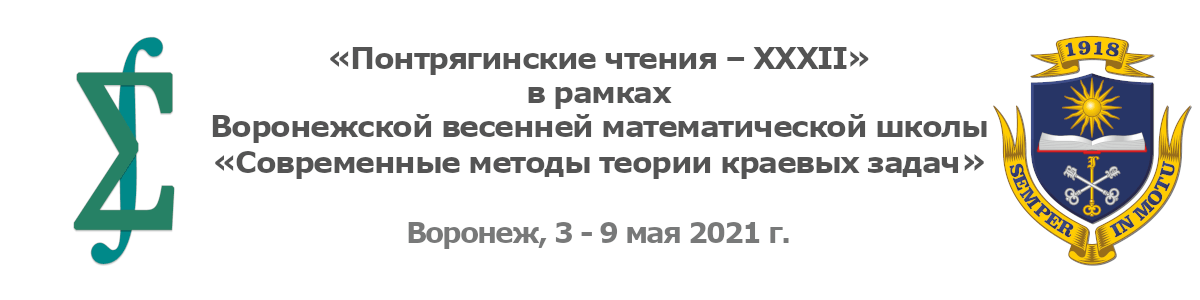 «Понтрягинские чтения – XXXII»
в рамках
Воронежской весенней математической школы
«Современные методы теории краевых задач»
Воронеж, 3 - 9 мая 2021 г.
∑∫
1918
SEMPER IN MOTU